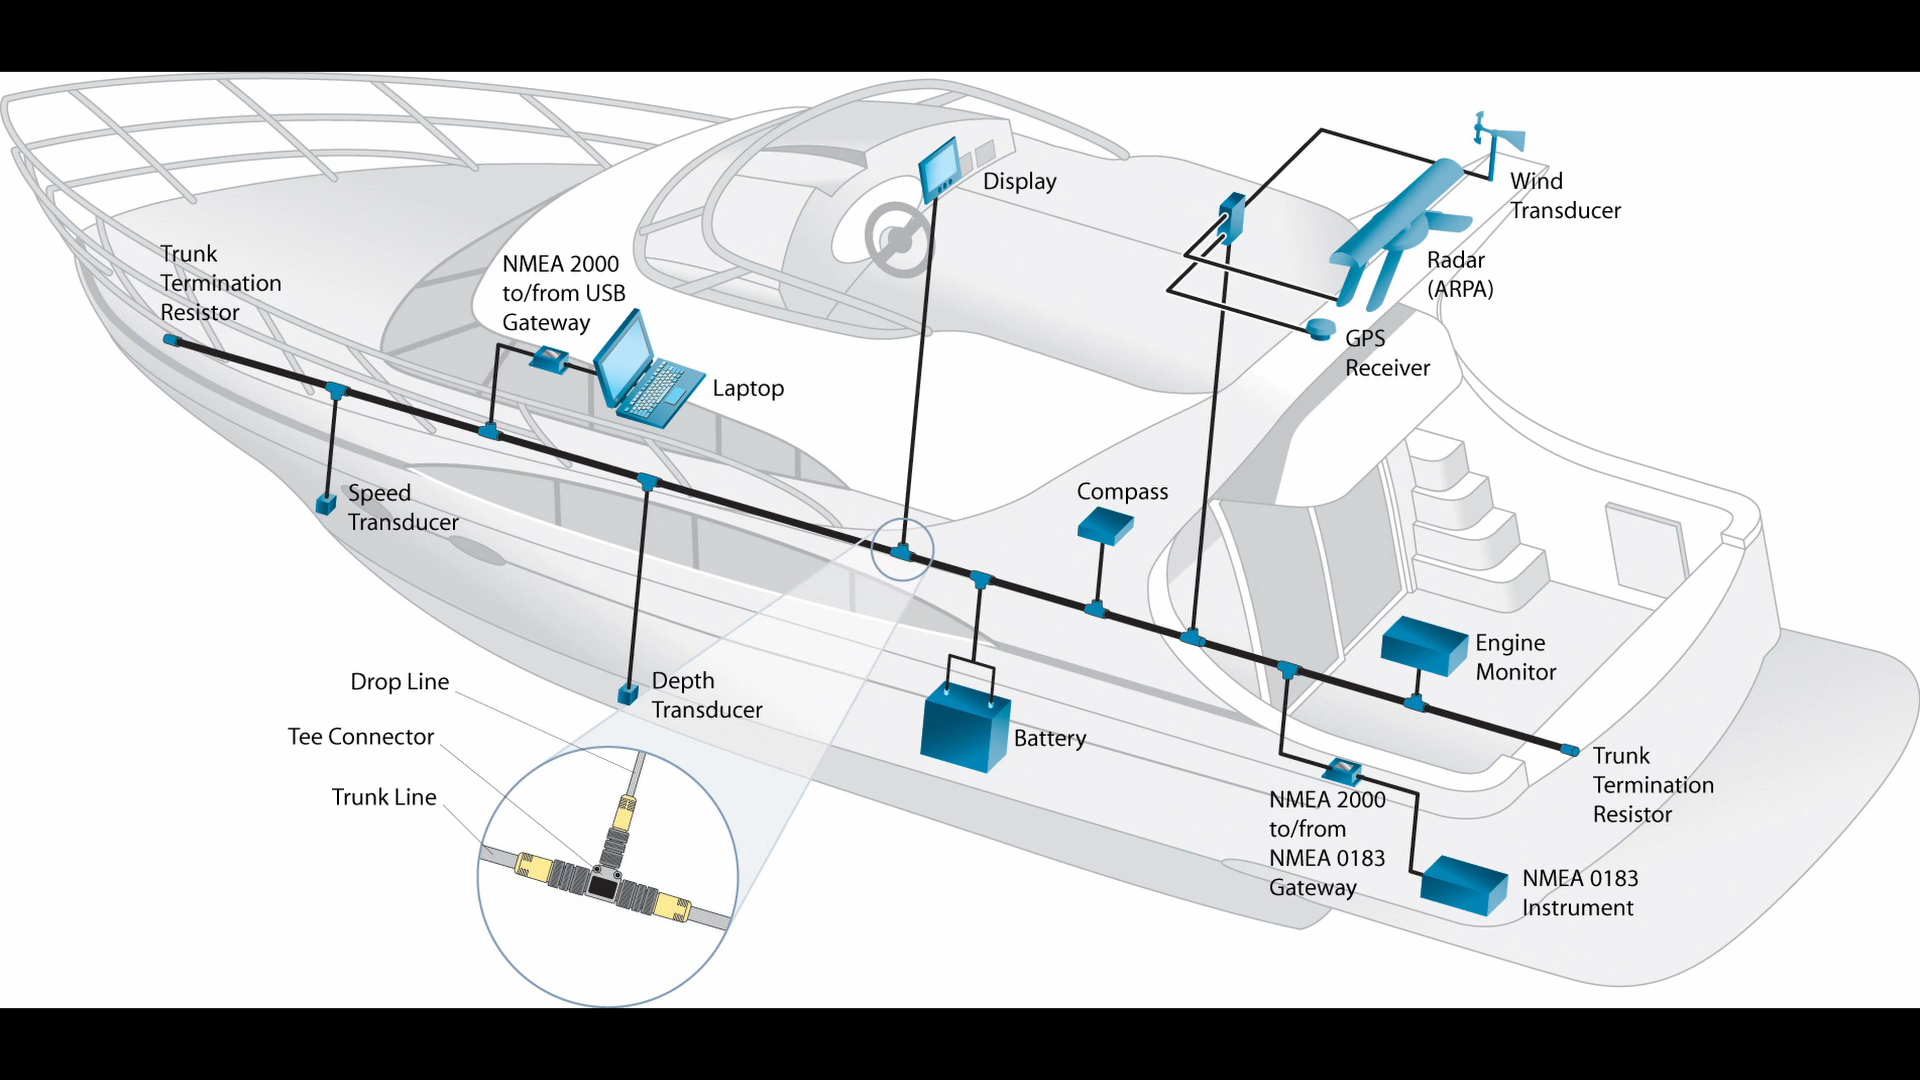 Display
Wind
Transducer
Trunk
Termination
Resistor
NMEA 2000
to/from USB
Gateway
Radar
(ARPA)
GPS
Receiver
Laptop
Speed
Transducer
Compass
Engine
Monitor
Drop Line
Depth
Transducer
Tee Connector
Battery
Trunk Line
Trunk
Termination
Resistor
NMEA 2000
to/from
NMEA 0183
Gateway
NMEA 0183
Instrument